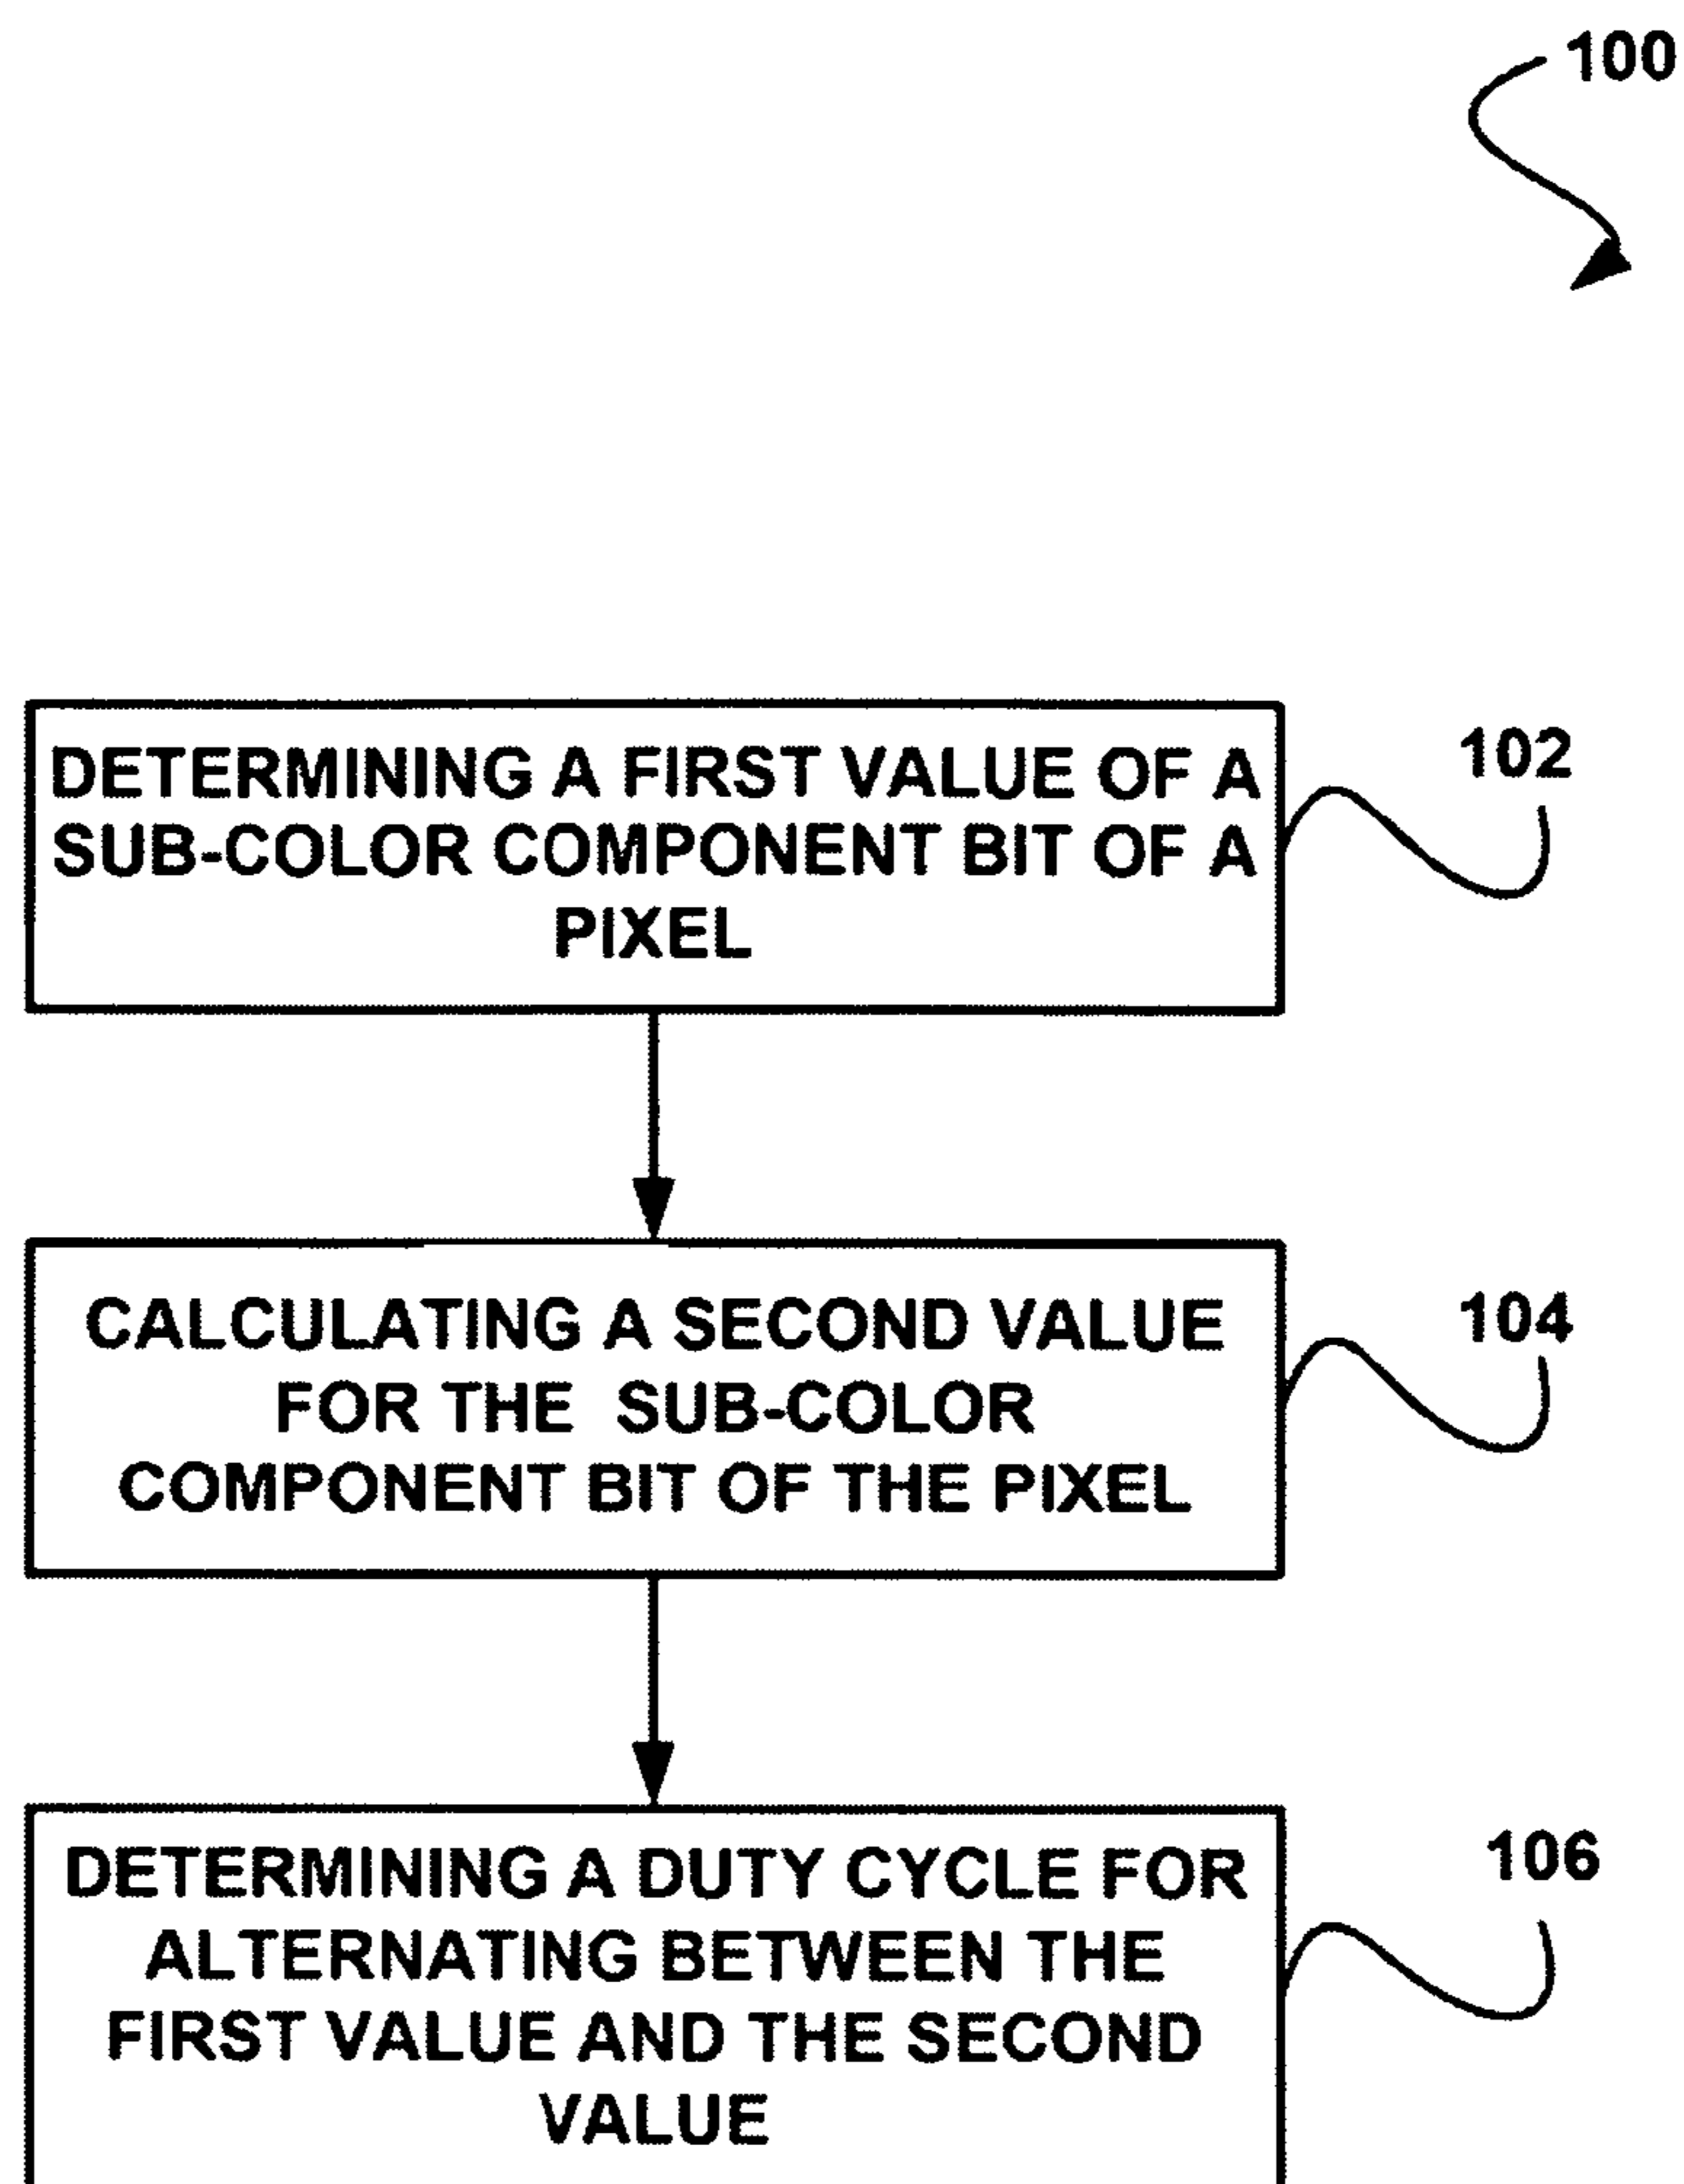 100
DETERMINING A FIRST VALUE OF A
SUB-COLOR COMPONENT BIT OF A
PIXEL
102
CALCULATING A SECOND VALUE
FOR THE SUB-COLOR
COMPONENT BIT OF THE PIXEL
104
DETERMINING A DUTY CYCLE FOR
ALTERNATING BETWEEN THE
FIRST VALUE AND THE SECOND
VALUE
106